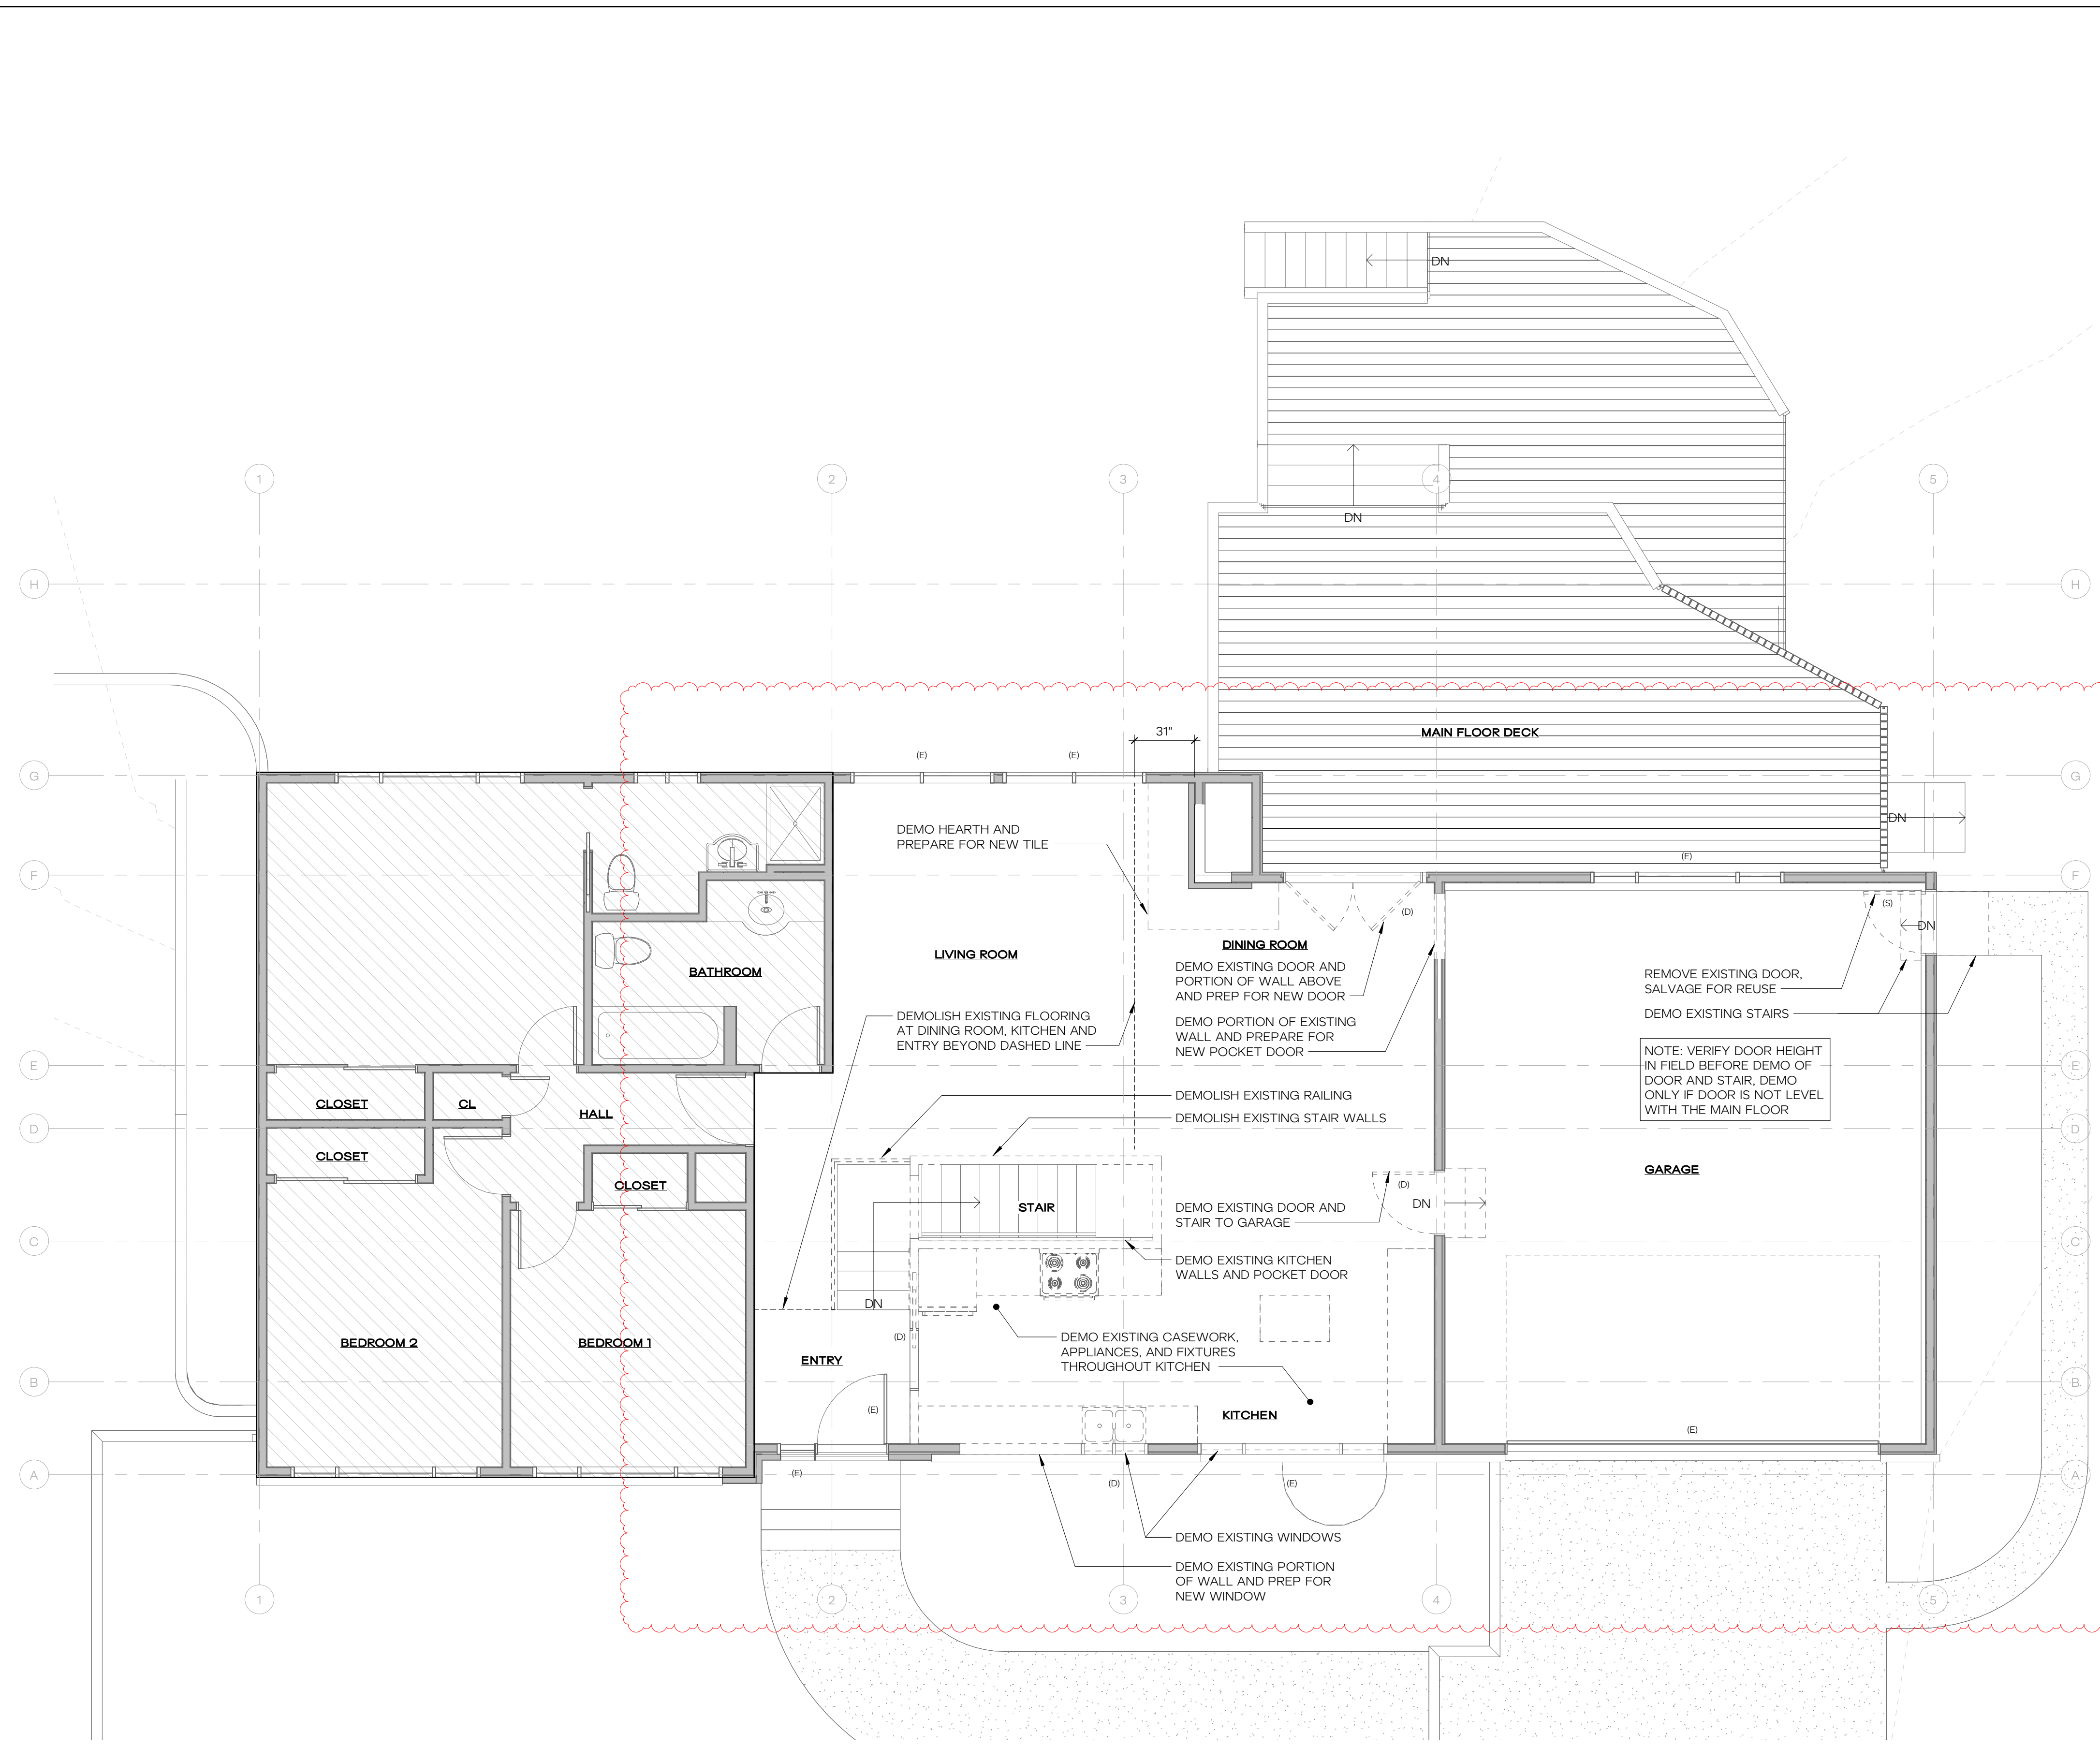 DN
1
2
3
4
5
DN
H
H
31"
MAIN FLOOR DECK
(E)
(E)
G
G
DN
DEMO HEARTH AND
PREPARE FOR NEW TILE
(E)
F
F
(S)
(D)
DN
DINING ROOM
LIVING ROOM
BATHROOM
DEMO EXISTING DOOR AND
PORTION OF WALL ABOVE
AND PREP FOR NEW DOOR
REMOVE EXISTING DOOR,
SALVAGE FOR REUSE
DEMO EXISTING STAIRS
DEMOLISH EXISTING FLOORING
AT DINING ROOM, KITCHEN AND
ENTRY BEYOND DASHED LINE
DEMO PORTION OF EXISTING
WALL AND PREPARE FOR
NEW POCKET DOOR
NOTE: VERIFY DOOR HEIGHT
IN FIELD BEFORE DEMO OF
DOOR AND STAIR, DEMO
ONLY IF DOOR IS NOT LEVEL
WITH THE MAIN FLOOR
E
E
CLOSET
CL
HALL
DEMOLISH EXISTING RAILING
DEMOLISH EXISTING STAIR WALLS
D
D
CLOSET
GARAGE
CLOSET
(D)
STAIR
DN
DEMO EXISTING DOOR AND
STAIR TO GARAGE
C
C
DEMO EXISTING KITCHEN
WALLS AND POCKET DOOR
DN
(D)
BEDROOM 2
BEDROOM 1
DEMO EXISTING CASEWORK,
APPLIANCES, AND FIXTURES
THROUGHOUT KITCHEN
ENTRY
B
B
(E)
KITCHEN
(E)
A
A
(E)
(D)
(E)
DEMO EXISTING WINDOWS
DEMO EXISTING PORTION
OF WALL AND PREP FOR
NEW WINDOW
1
2
3
4
5